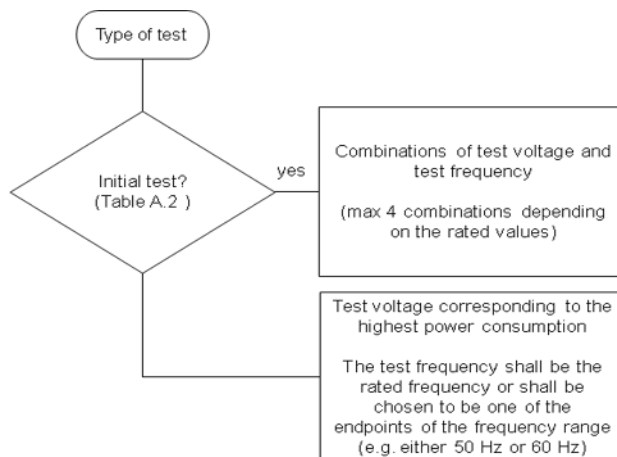 Type of test
Initial test?
(Table A.2 )
yes
Combinations of test voltage and
test frequency
(max 4 combinations depending
on the rated values)
Test voltage corresponding to the
highest power consumption
The test frequency shall be the
rated frequency or shall be
chosen to be one of the
endpoints of the frequency range
(e.g. either 50 Hz or 60 Hz)